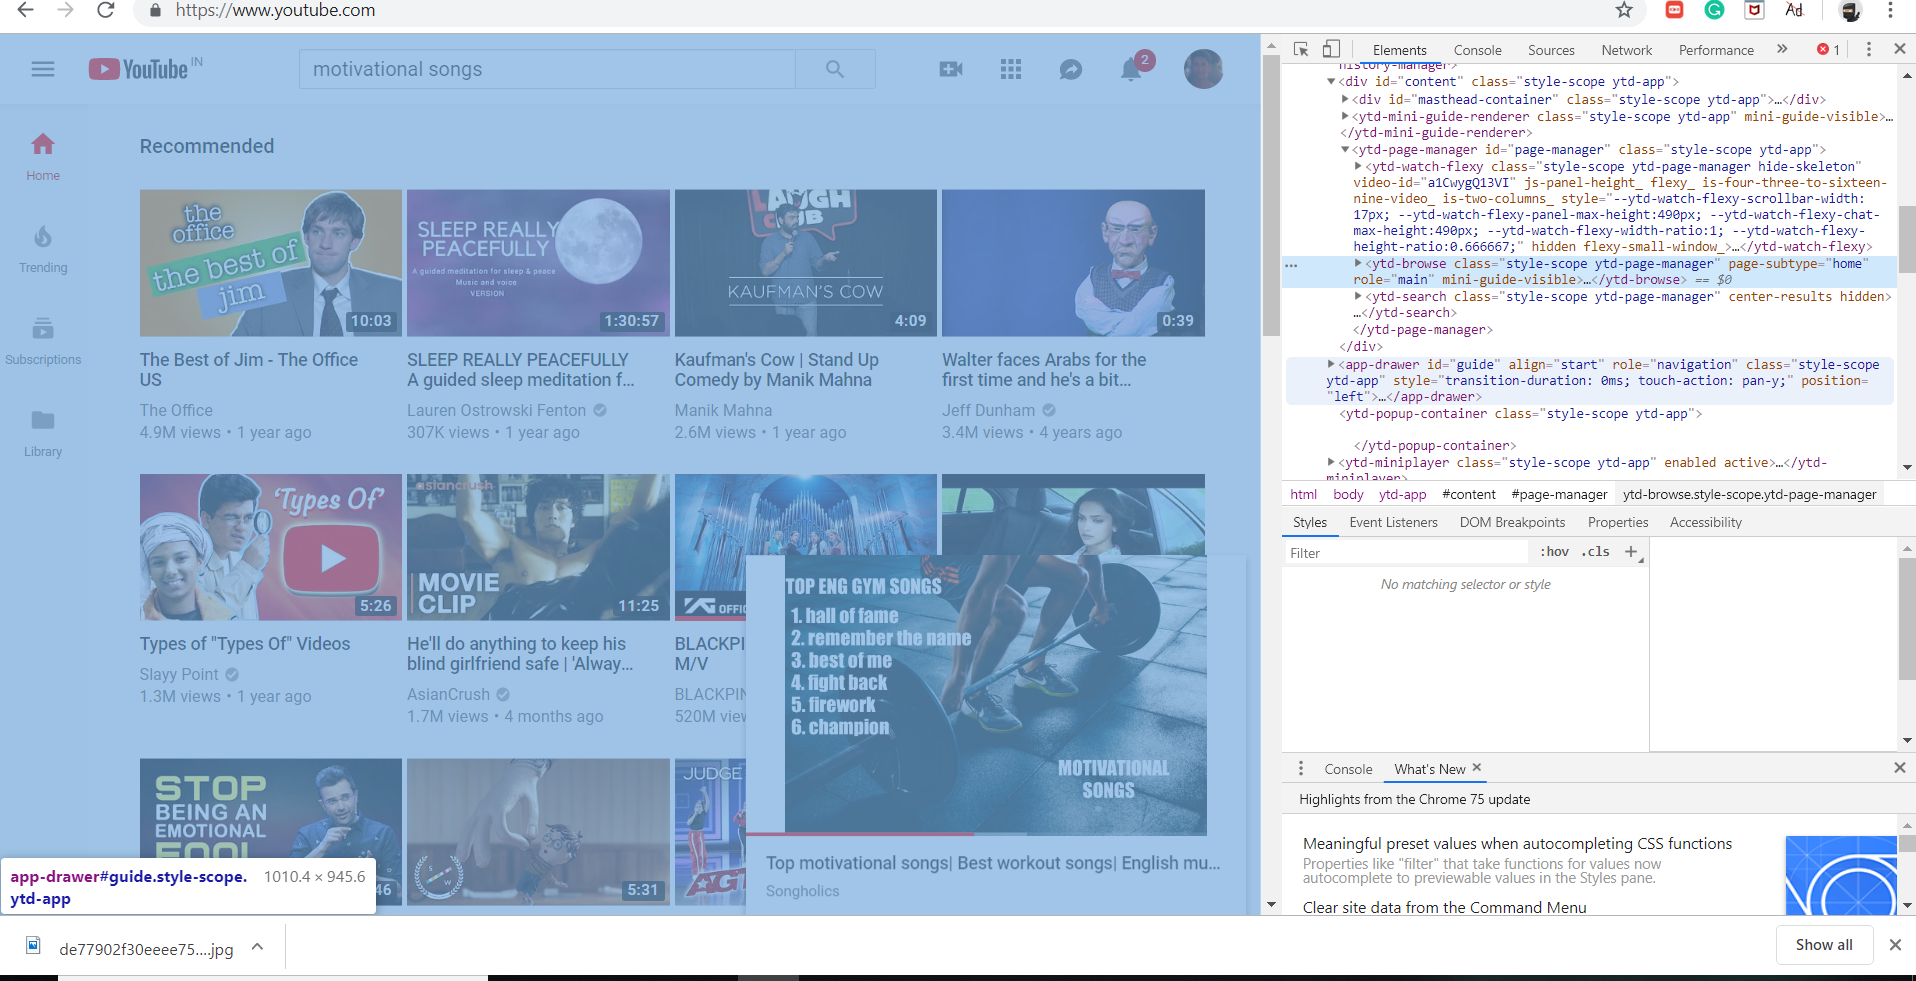 https://www.youtube.com
Ad
YouTube IN
motivational songs
2
Home
Trending
Subscriptions
Library
Recommended
the office
the best of
jim
10:03
SLEEP REALLY
PEACEFULLY
A guided meditation for sleep & peace
Music and voice
VERSION
1:30:57
LAUGH
CLUB
KAUFMAN'S COW
4:09
0:39
The Best of Jim - The Office
US
The Office
4.9M views • 1 year ago
SLEEP REALLY PEACEFULLY
A guided sleep meditation f...
Lauren Ostrowski Fenton
307K views • 1 year ago
Kaufman's Cow | Stand Up
Comedy by Manik Mahna
Manik Mahna
2.6M views • 1 year ago
Walter faces Arabs for the
first time and he's a bit...
Jeff Dunham
3.4M views • 4 years ago
'Types Of'
5:26
asiancrush
MOVIE
CLIP
11:25
YG OFFIC
Types of "Types Of" Videos
Slayy Point
1.3M views • 1 year ago
He'll do anything to keep his
blind girlfriend safe | 'Alway...
AsianCrush
1.7M views • 4 months ago
BLACKPIN
M/V
BLACKPIN
520M view
TOP ENG GYM SONGS
1. hall of fame
2. remember the name
3. best of me
4. fight back
5. firework
6. champion
MOTIVATIONAL
SONGS
Top motivational songs| Best workout songs| English mu...
Songholics
STOP
BEING AN
EMOTIONAL
FOOL
:46
5:31
JUDGE
AGT
app-drawer#guide.style-scope.
ytd-app
1010.4 × 945.6
de77902f30eeee75....jpg
Show all
Elements Console Sources Network Performance » 1
history-manager>
<div id="content" class="style-scope ytd-app">
<div id="masthead-container" class="style-scope ytd-app">…</div>
<ytd-mini-guide-renderer class="style-scope ytd-app" mini-guide-visible>…
</ytd-mini-guide-renderer>
<ytd-page-manager id="page-manager" class="style-scope ytd-app">
<ytd-watch-flexy class="style-scope ytd-page-manager hide-skeleton"
video-id="a1CwygQ13VI" js-panel-height_ flexy_ is-four-three-to-sixteen-
nine-video_ is-two-columns_ style="--ytd-watch-flexy-scrollbar-width:
17px; --ytd-watch-flexy-panel-max-height:490px; --ytd-watch-flexy-chat-
max-height:490px; --ytd-watch-flexy-width-ratio:1; --ytd-watch-flexy-
height-ratio:0.666667;" hidden flexy-small-window_>…</ytd-watch-flexy>
<ytd-browse class="style-scope ytd-page-manager" page-subtype="home"
role="main" mini-guide-visible>…</ytd-browse> == $0
<ytd-search class="style-scope ytd-page-manager" center-results hidden>
…</ytd-search>
</ytd-page-manager>
</div>
<app-drawer id="guide" align="start" role="navigation" class="style-scope
ytd-app" style="transition-duration: 0ms; touch-action: pan-y;" position=
"left">…</app-drawer>
<ytd-popup-container class="style-scope ytd-app">
</ytd-popup-container>
<ytd-miniplayer class="style-scope ytd-app" enabled active>…</ytd-
miniplayer>
html body ytd-app #content #page-manager ytd-browse.style-scope.ytd-page-manager
Styles Event Listeners DOM Breakpoints Properties Accessibility
Filter :hov .cls +
No matching selector or style
Console What's New
Highlights from the Chrome 75 update
Meaningful preset values when autocompleting CSS functions
Properties like "filter" that take functions for values now
autocomplete to previewable values in the Styles pane.
Clear site data from the Command Menu